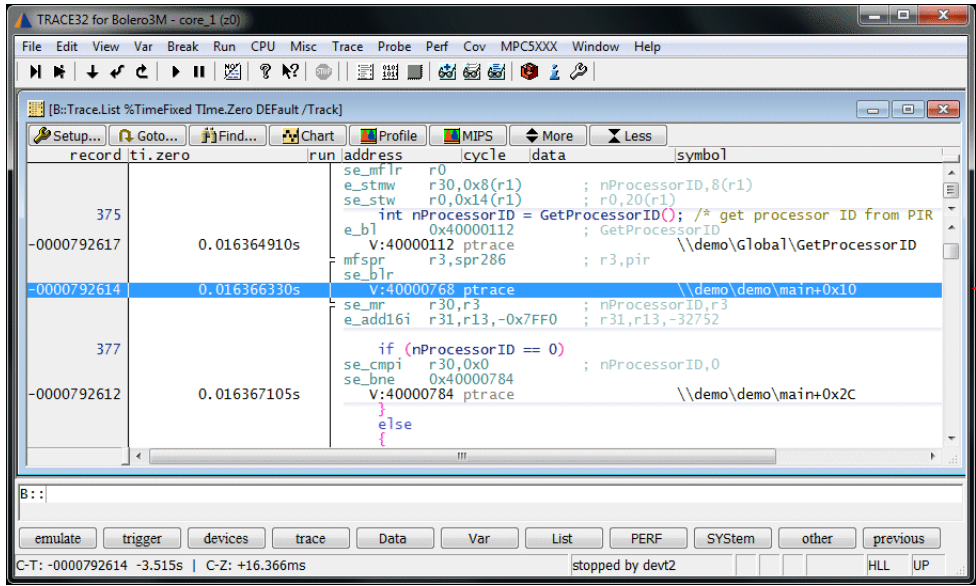 TRACE32 for Bolero3M - core_1 (z0)
File Edit View Var Break Run CPU Misc Trace Probe Perf Cov MPC5XXX Window Help
[B::Trace.List %TimeFixed TIme.Zero DEFault /Track]
Setup... Goto... Find... Chart Profile MIPS More Less
record ti.zero run address cycle data symbol
se_mflr r0
e_stmw r30,0x8(r1) ; nProcessorID,8(r1)
se_stw r0,0x14(r1) ; r0,20(r1)
375 int nProcessorID = GetProcessorID(); /* get processor ID from PIR
e_bl 0x40000112 ; GetProcessorID
-0000792617 0.016364910s V:40000112 ptrace \\demo\Global\GetProcessorID
mfspr r3,spr286 ; r3,pir
se_blr
-0000792614 0.016366330s V:40000768 ptrace \\demo\demo\main+0x10
se_mr r30,r3 ; nProcessorID,r3
e_add16i r31,r13,-0x7FF0 ; r31,r13,-32752
377 if (nProcessorID == 0)
se_cmpi r30,0x0 ; nProcessorID,0
se_bne 0x40000784
-0000792612 0.016367105s V:40000784 ptrace \\demo\demo\main+0x2C
}
else
{
B::
emulate trigger devices trace Data Var List PERF SYStem other previous
C-T: -0000792614 -3.515s | C-Z: +16.366ms stopped by devt2 HLL UP